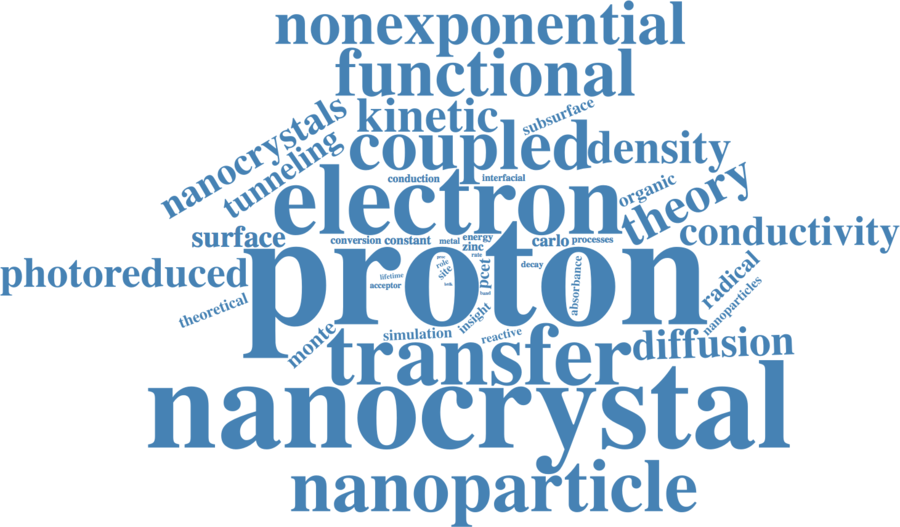 nonexponential
functional
nanocrystals
kinetic
subsurface
tunneling
coupled
density
conduction
interfacial
electron
organic
theory
surface
conversion
constant
metal
energy
zinc
rate
carlo
processes
conductivity
photoreduced
proton
role
site
lifetime
acceptor
[pcet
decay
absorbance
radical
nanoparticles
theoretical
monte
simulation
insight
reactive
transfer
diffusion
nanocrystal
nanoparticle